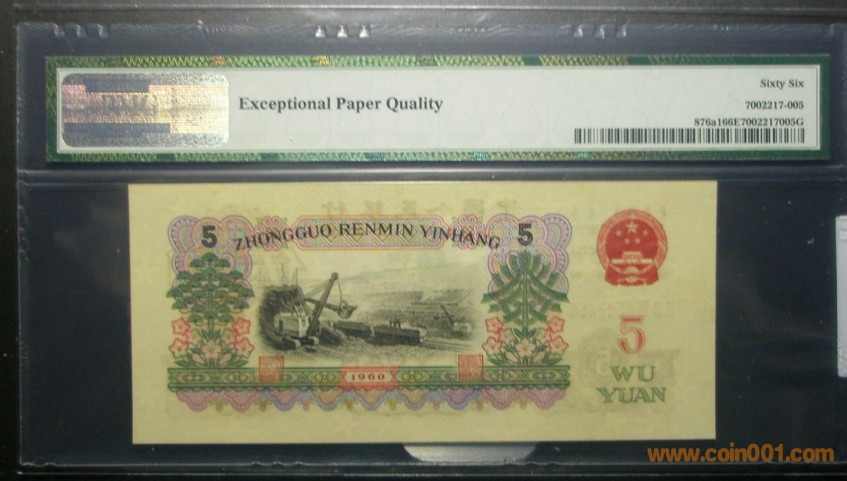 Exceptional Paper Quality
Sixty Six
7002217-005
876a166E7002217005G
5 ZHONGGUO RENMIN YINHANG 5
5
WU
YUAN
1960
www.coin001.com